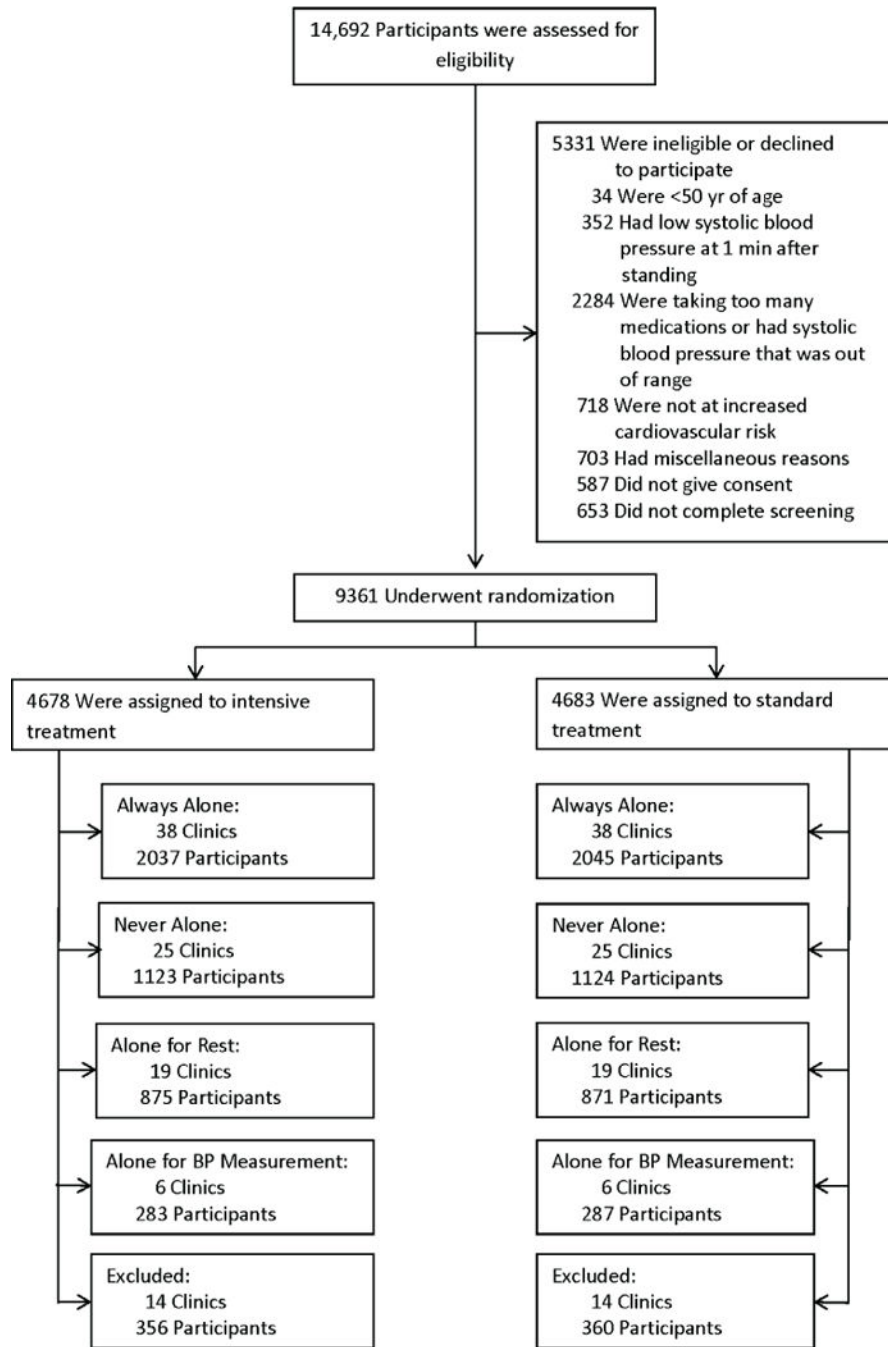 14,692 Participants were assessed for
eligibility
5331 Were ineligible or declined
to participate
34 Were <50 yr of age
352 Had low systolic blood
pressure at 1 min after
standing
2284 Were taking too many
medications or had systolic
blood pressure that was out
of range
718 Were not at increased
cardiovascular risk
703 Had miscellaneous reasons
587 Did not give consent
653 Did not complete screening
9361 Underwent randomization
4678 Were assigned to intensive
treatment
Always Alone:
38 Clinics
2037 Participants
Never Alone:
25 Clinics
1123 Participants
Alone for Rest:
19 Clinics
875 Participants
Alone for BP Measurement:
6 Clinics
283 Participants
Excluded:
14 Clinics
356 Participants
4683 Were assigned to standard
treatment
Always Alone:
38 Clinics
2045 Participants
Never Alone:
25 Clinics
1124 Participants
Alone for Rest:
19 Clinics
871 Participants
Alone for BP Measurement:
6 Clinics
287 Participants
Excluded:
14 Clinics
360 Participants